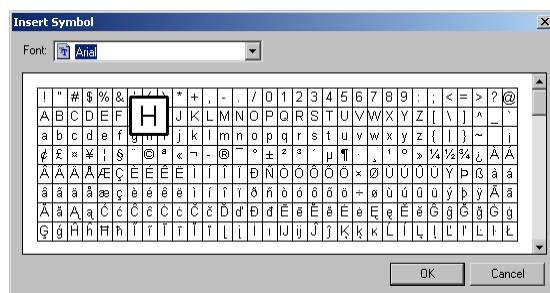 Insert Symbol
Font: Arial
! " # $ % & * + , - . / 0 1 2 3 4 5 6 7 8 9 : ; < = > ? @
A B C D E F H J K L M N O P Q R S T U V W X Y Z [ \ ] ^ _ `
a b c d e f g h i j k l m n o p q r s t u v w x y z { | } ~ ¡
¢ £ ¤ ¥ ¦ § ¨ © ª « ¬ - ® ¯ ° ± ² ³ ´ µ ¶ · ¸ ¹ º » ¼ ½ ¾ ¿ À Á
Â Ã Ä Å Æ Ç È É Ê Ë Ì Í Î Ï Ð Ñ Ò Ó Ô Õ Ö × Ø Ù Ú Û Ü Ý Þ ß à á
â ã ä å æ ç è é ê ë ì í î ï ð ñ ò ó ô õ ö ÷ ø ù ú û ü ý þ ÿ Ā ā
Ă ă Ą ą Ć ć Ĉ ĉ Ċ ċ Č č Ď ď Đ đ Ē ē Ĕ ĕ Ė ė Ę ę Ě ě Ĝ ĝ Ğ ğ Ġ ġ
Ģ ģ Ĥ ĥ Ħ ħ Ĩ ĩ Ī ī Ĭ ĭ Į į İ ı Ĳ ĳ Ĵ ĵ Ķ ķ ĸ Ĺ ĺ Ļ ļ Ľ ľ Ŀ ŀ Ł
OK Cancel